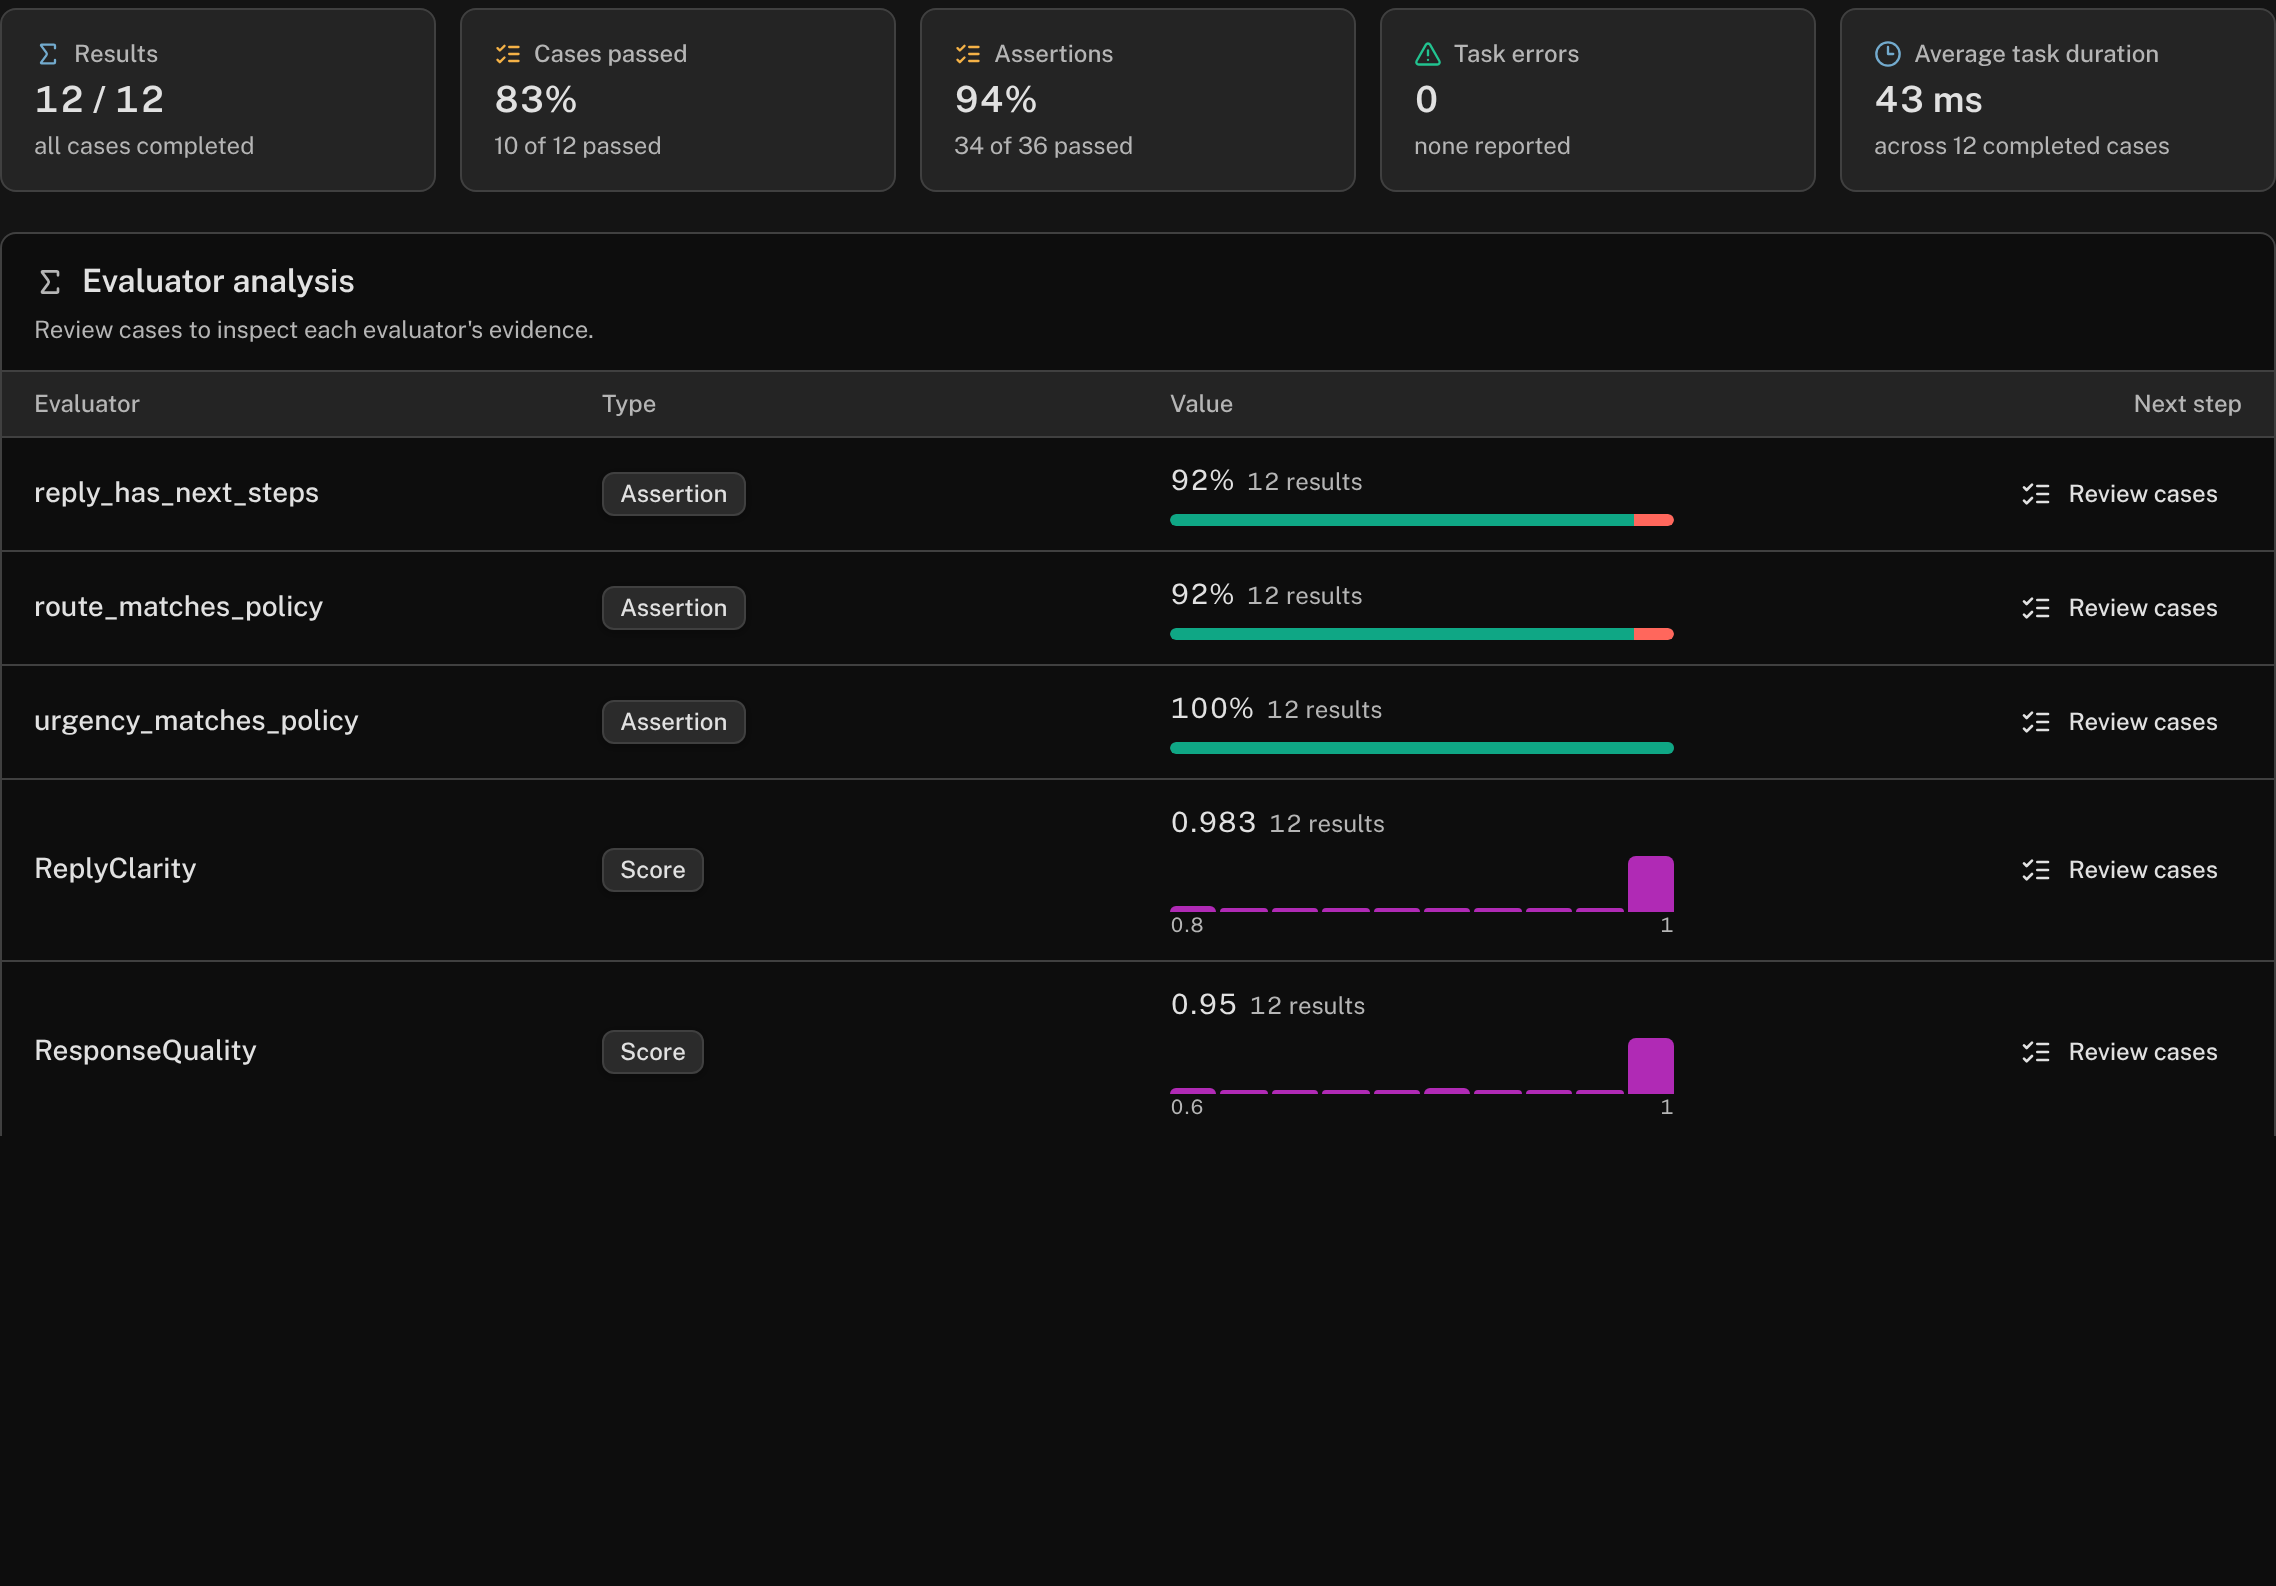 Results
12 / 12
all cases completed
Cases passed
83%
10 of 12 passed
Assertions
94%
34 of 36 passed
Task errors
0
none reported
Average task duration
43 ms
across 12 completed cases
Evaluator analysis
Review cases to inspect each evaluator's evidence.
Evaluator Type Value Next step
reply_has_next_steps Assertion 92% 12 results Review cases
route_matches_policy Assertion 92% 12 results Review cases
urgency_matches_policy Assertion 100% 12 results Review cases
ReplyClarity Score 0.983 12 results Review cases
0.8 1
ResponseQuality Score 0.95 12 results Review cases
0.6 1